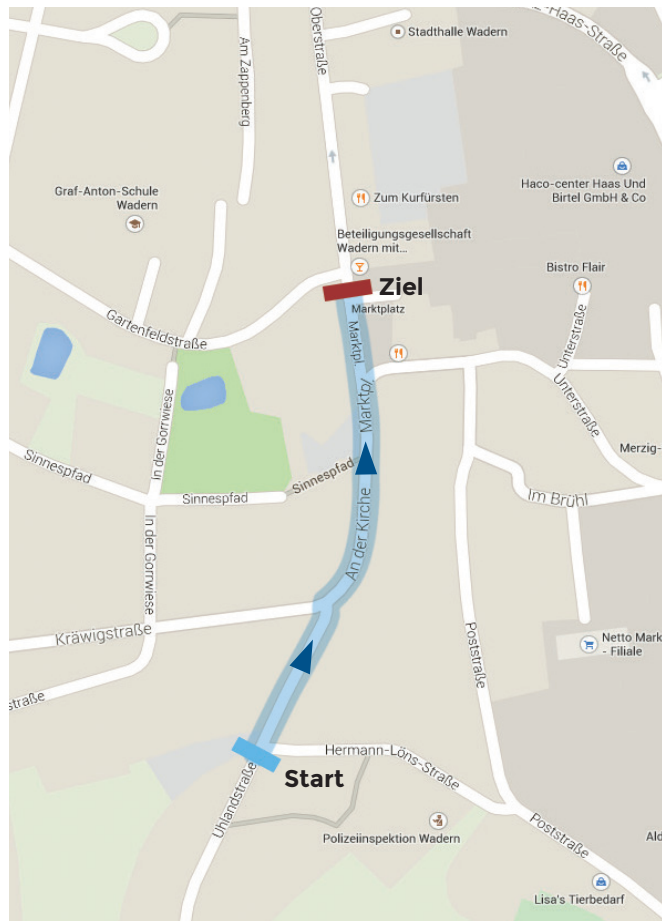 Oberstraße
Z-Haas-Straße
Stadthalle Wadern
Am Zappenberg
Haco-center Haas Und
Birtel GmbH & Co
Graf-Anton-Schule
Wadern
Zum Kurfürsten
Beteiligungsgesellschaft
Wadern mit...
Bistro Flair
Ziel
Marktplatz
Gartenfeldstraße
Marktpl
Unterstraße
Marktpl
Unterstraße
In der Gorrwiese
Merzig-
Sinnespfad
Sinnespfad
Sinnespfad
Im Brühl
An der Kirche
In der Gorrwiese
Kräwigstraße
Poststraße
Netto Mark
- Filiale
straße
Hermann-Löns-Straße
Start
Uhlandstraße
Polizeiinspektion Wadern
Poststraße
Ald
Lisa's Tierbedarf